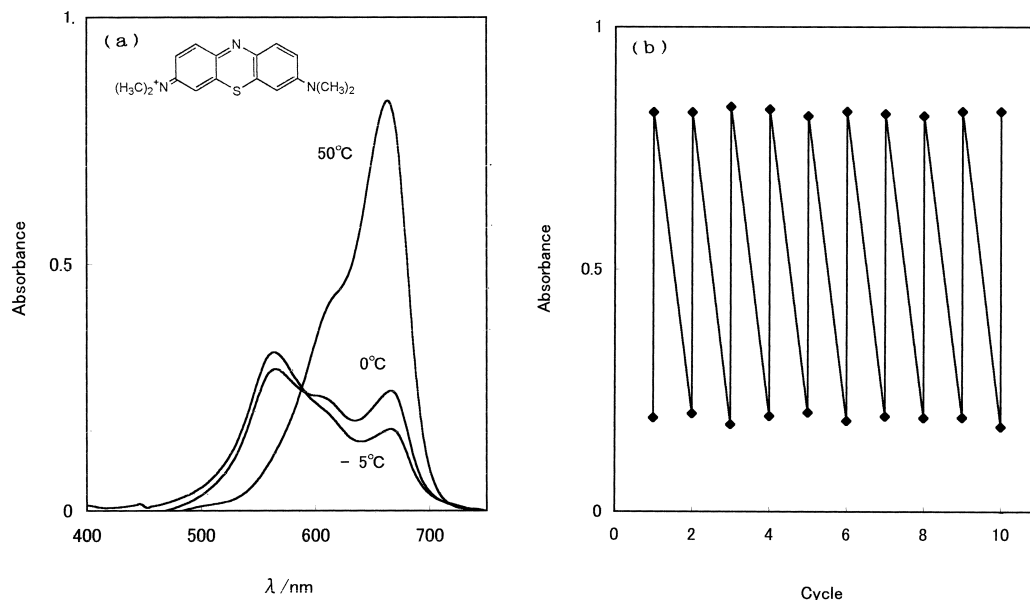 (a)
1.
0.5
0
Absorbance
400
500
600
700
λ/nm
N
S
(H₃C)₂⁺N
N(CH₃)₂
50℃
0℃
− 5℃
(b)
1
0.5
0
Absorbance
0
2
4
6
8
10
Cycle